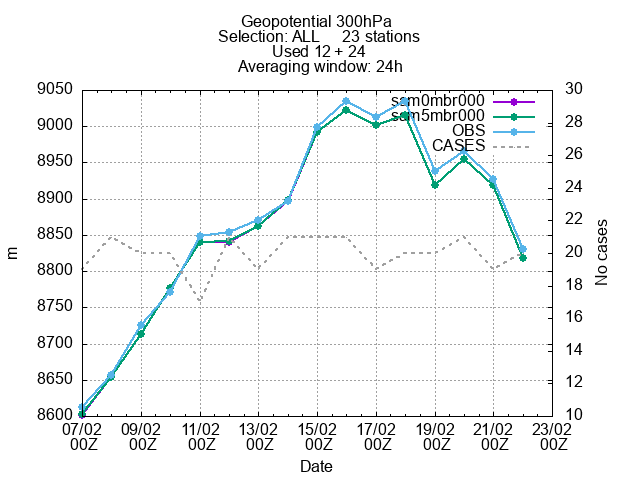 Geopotential 300hPa
Selection: ALL 23 stations
Used 12 + 24
Averaging window: 24h
9050
9000
8950
8900
8850
8800
8750
8700
8650
8600
30
28
26
24
22
20
18
16
14
12
10
m
No cases
OBS
CASES
07/02 00Z
09/02 00Z
11/02 00Z
13/02 00Z
15/02 00Z
17/02 00Z
19/02 00Z
21/02 00Z
23/02 00Z
Date